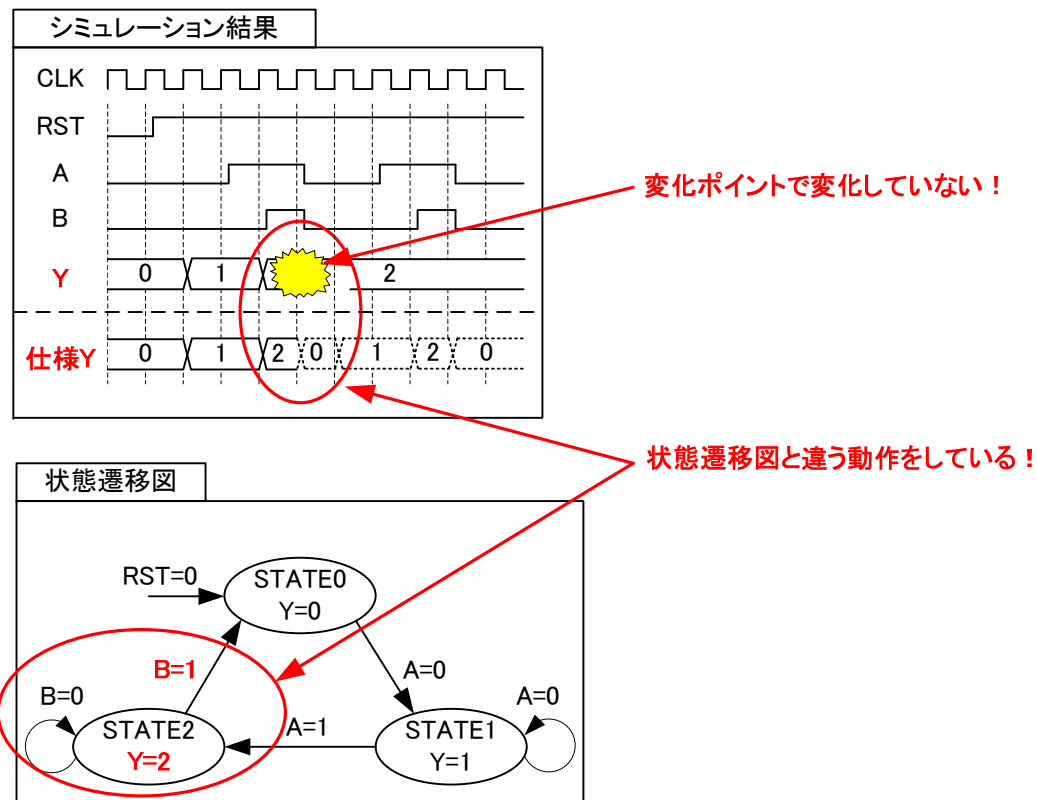 シミュレーション結果
CLK
RST
A
B
Y 0 1 2
仕様Y 0 1 2 0 1 2 0
変化ポイントで変化していない！
状態遷移図と違う動作をしている！
状態遷移図
RST=0
STATE0
Y=0
B=1
A=0
B=0
A=0
STATE2
Y=2
A=1
STATE1
Y=1